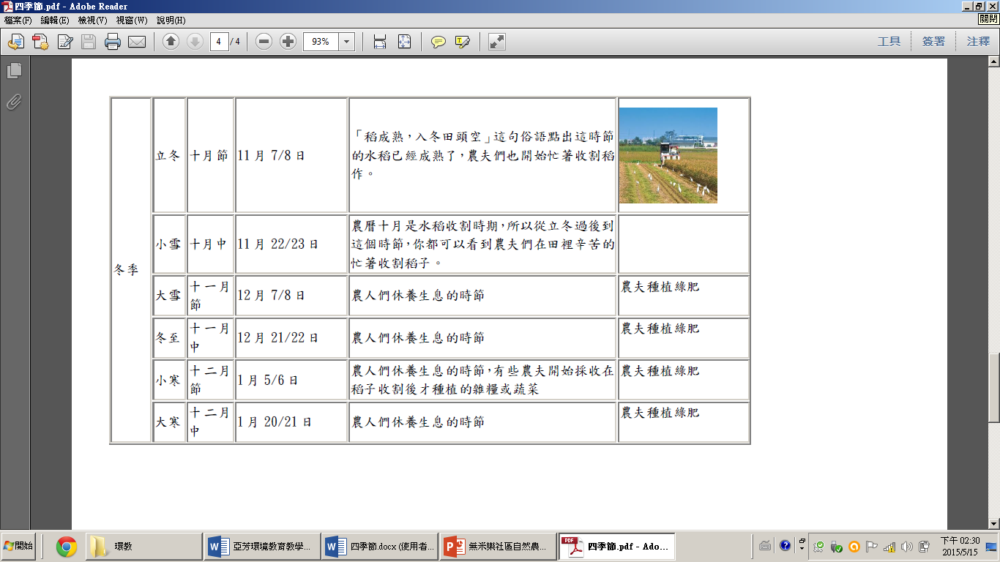 四季節.pdf - Adobe Reader
檔案(F) 編輯(E) 檢視(V) 視窗(W) 說明(H)
關閉
4 / 4
93%
工具
簽署
注釋
冬季
立冬
十月節
11 月 7/8 日
「稻成熟，入冬田頭空」這句俗語點出這時節
的水稻已經成熟了，農夫們也開始忙著收割稻
作。
小雪
十月中
11 月 22/23 日
農曆十月是水稻收割時期，所以從立冬過後到
這個時節，你都可以看到農夫們在田裡辛苦的
忙著收割稻子。
大雪
十一月
節
12 月 7/8 日
農人們休養生息的時節
農夫種植綠肥
冬至
十一月
中
12 月 21/22 日
農人們休養生息的時節
農夫種植綠肥
小寒
十二月
節
1 月 5/6 日
農人們休養生息的時節，有些農夫開始採收在
稻子收割後才種植的雜糧或蔬菜
農夫種植綠肥
大寒
十二月
中
1 月 20/21 日
農人們休養生息的時節
農夫種植綠肥
開始
環教
亞芳環境教育教學...
四季節.docx (使用者...
無米樂社區自然農...
四季節.pdf - Ado...
下午 02:30
2015/5/15